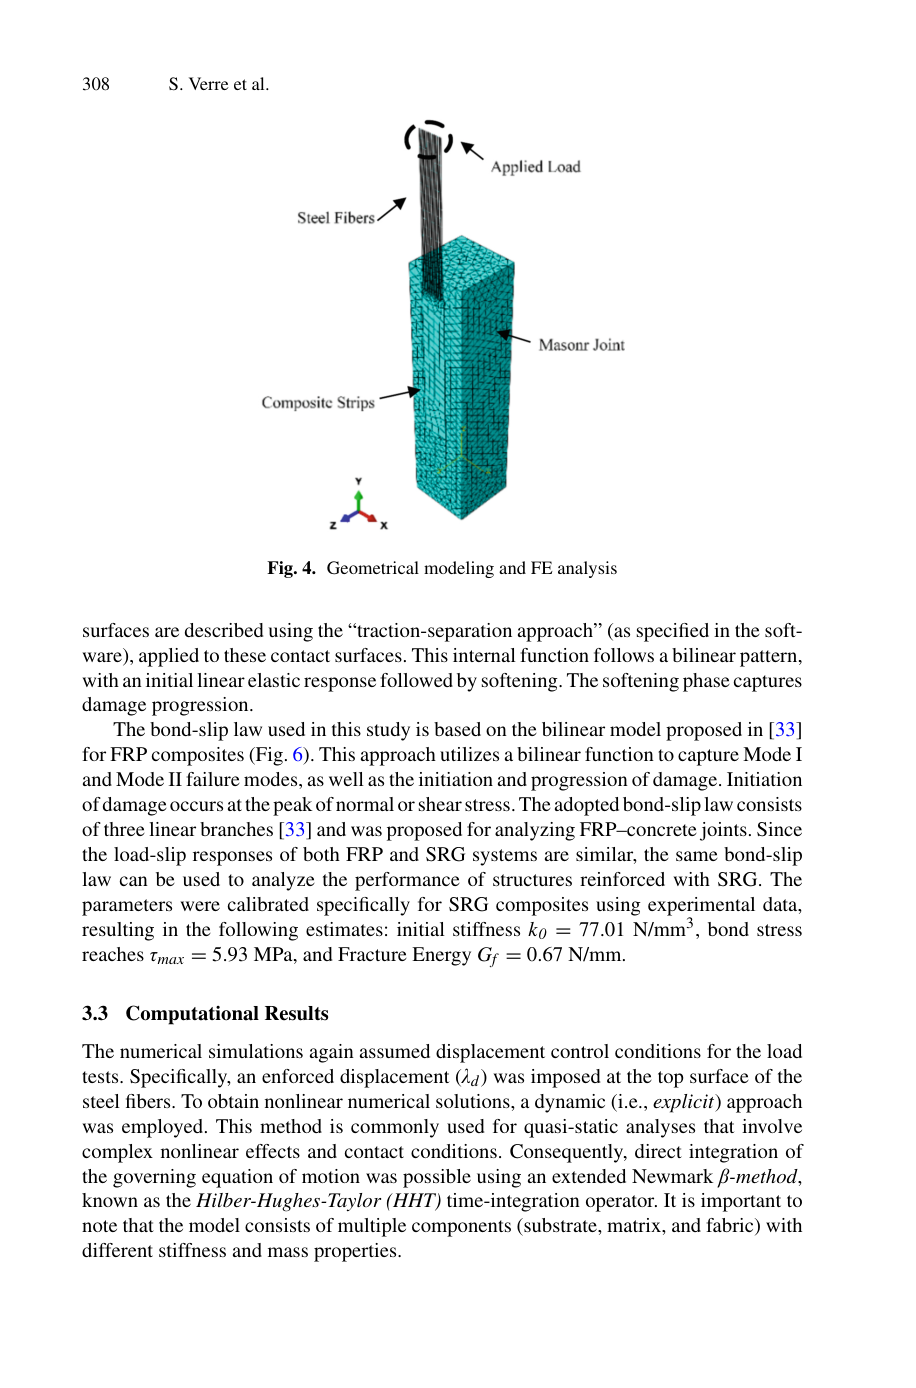 308 S. Verre et al.
Applied Load
Steel Fibers
Masonr Joint
Composite Strips
Y
Z X
Fig. 4. Geometrical modeling and FE analysis
surfaces are described using the “traction-separation approach” (as specified in the soft-
ware), applied to these contact surfaces. This internal function follows a bilinear pattern,
with an initial linear elastic response followed by softening. The softening phase captures
damage progression.
The bond-slip law used in this study is based on the bilinear model proposed in [33]
for FRP composites (Fig. 6). This approach utilizes a bilinear function to capture Mode I
and Mode II failure modes, as well as the initiation and progression of damage. Initiation
of damage occurs at the peak of normal or shear stress. The adopted bond-slip law consists
of three linear branches [33] and was proposed for analyzing FRP–concrete joints. Since
the load-slip responses of both FRP and SRG systems are similar, the same bond-slip
law can be used to analyze the performance of structures reinforced with SRG. The
parameters were calibrated specifically for SRG composites using experimental data,
resulting in the following estimates: initial stiffness k0 = 77.01 N/mm³, bond stress
reaches τmax = 5.93 MPa, and Fracture Energy Gf = 0.67 N/mm.
3.3 Computational Results
The numerical simulations again assumed displacement control conditions for the load
tests. Specifically, an enforced displacement (λd) was imposed at the top surface of the
steel fibers. To obtain nonlinear numerical solutions, a dynamic (i.e., explicit) approach
was employed. This method is commonly used for quasi-static analyses that involve
complex nonlinear effects and contact conditions. Consequently, direct integration of
the governing equation of motion was possible using an extended Newmark β-method,
known as the Hilber-Hughes-Taylor (HHT) time-integration operator. It is important to
note that the model consists of multiple components (substrate, matrix, and fabric) with
different stiffness and mass properties.